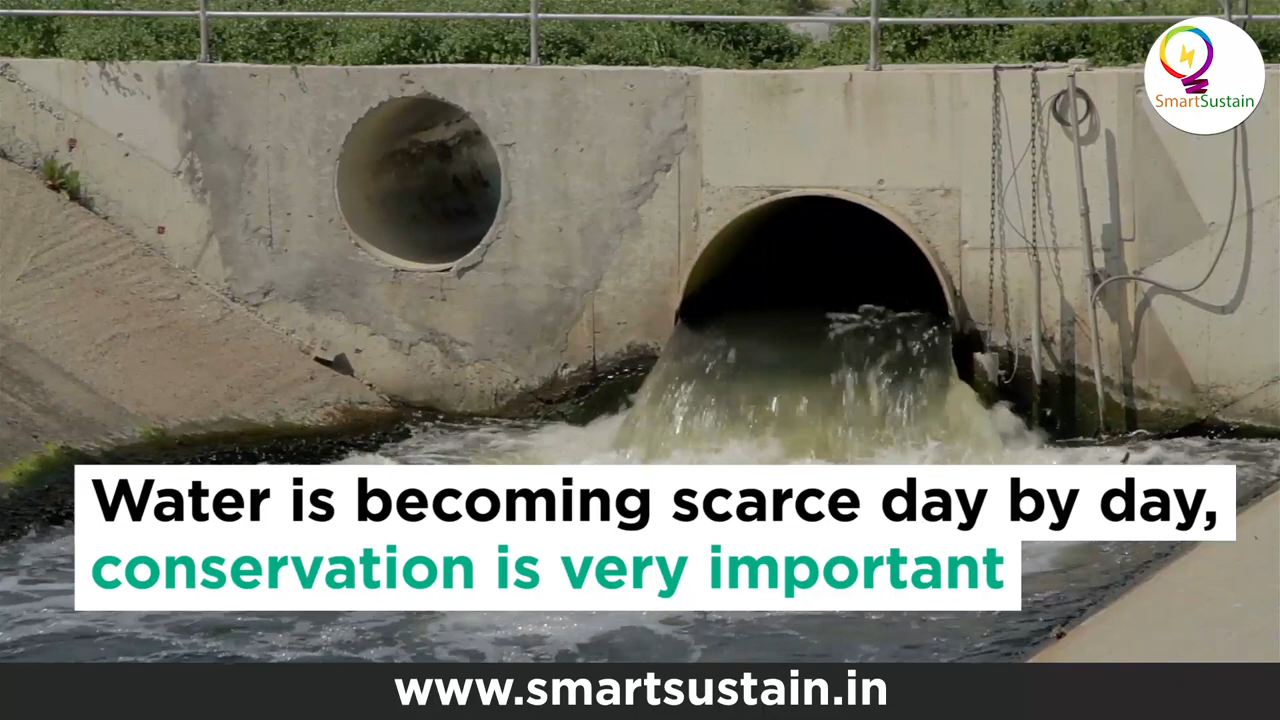 SmartSustain
Water is becoming scarce day by day,
conservation is very important
www.smartsustain.in